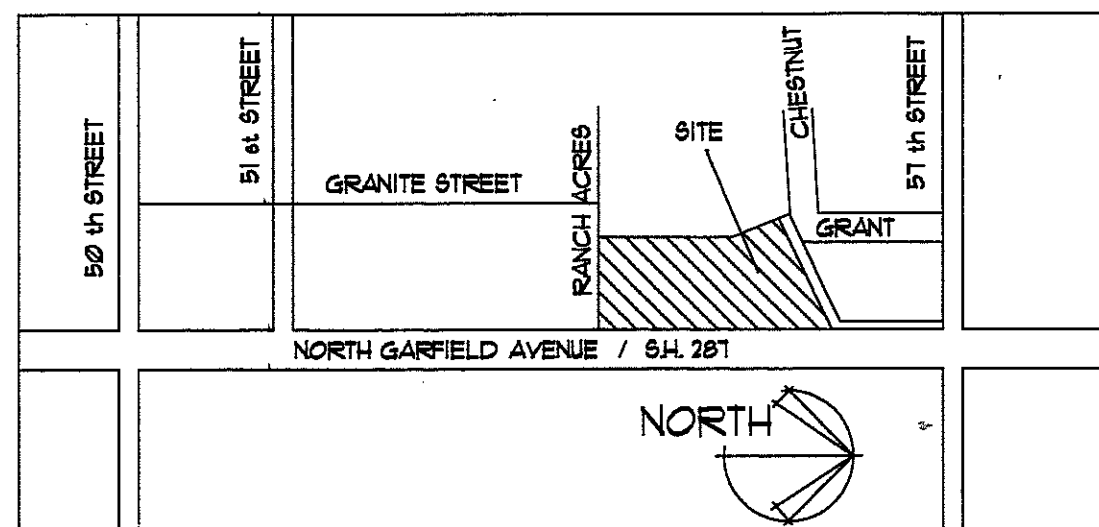 50 th STREET
51 st STREET
GRANITE STREET
RANCH ACRES
SITE
CHESTNUT
57 th STREET
GRANT
NORTH GARFIELD AVENUE / S.H. 287
NORTH